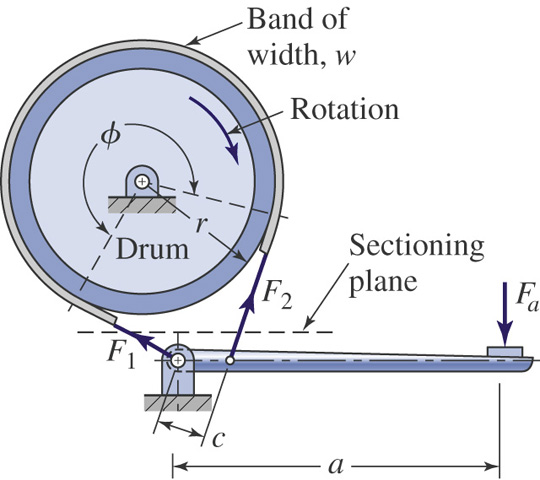 Band of
width, w
Rotation
ϕ
r
Drum
Sectioning
plane
F₂
Fₐ
F₁
c
a